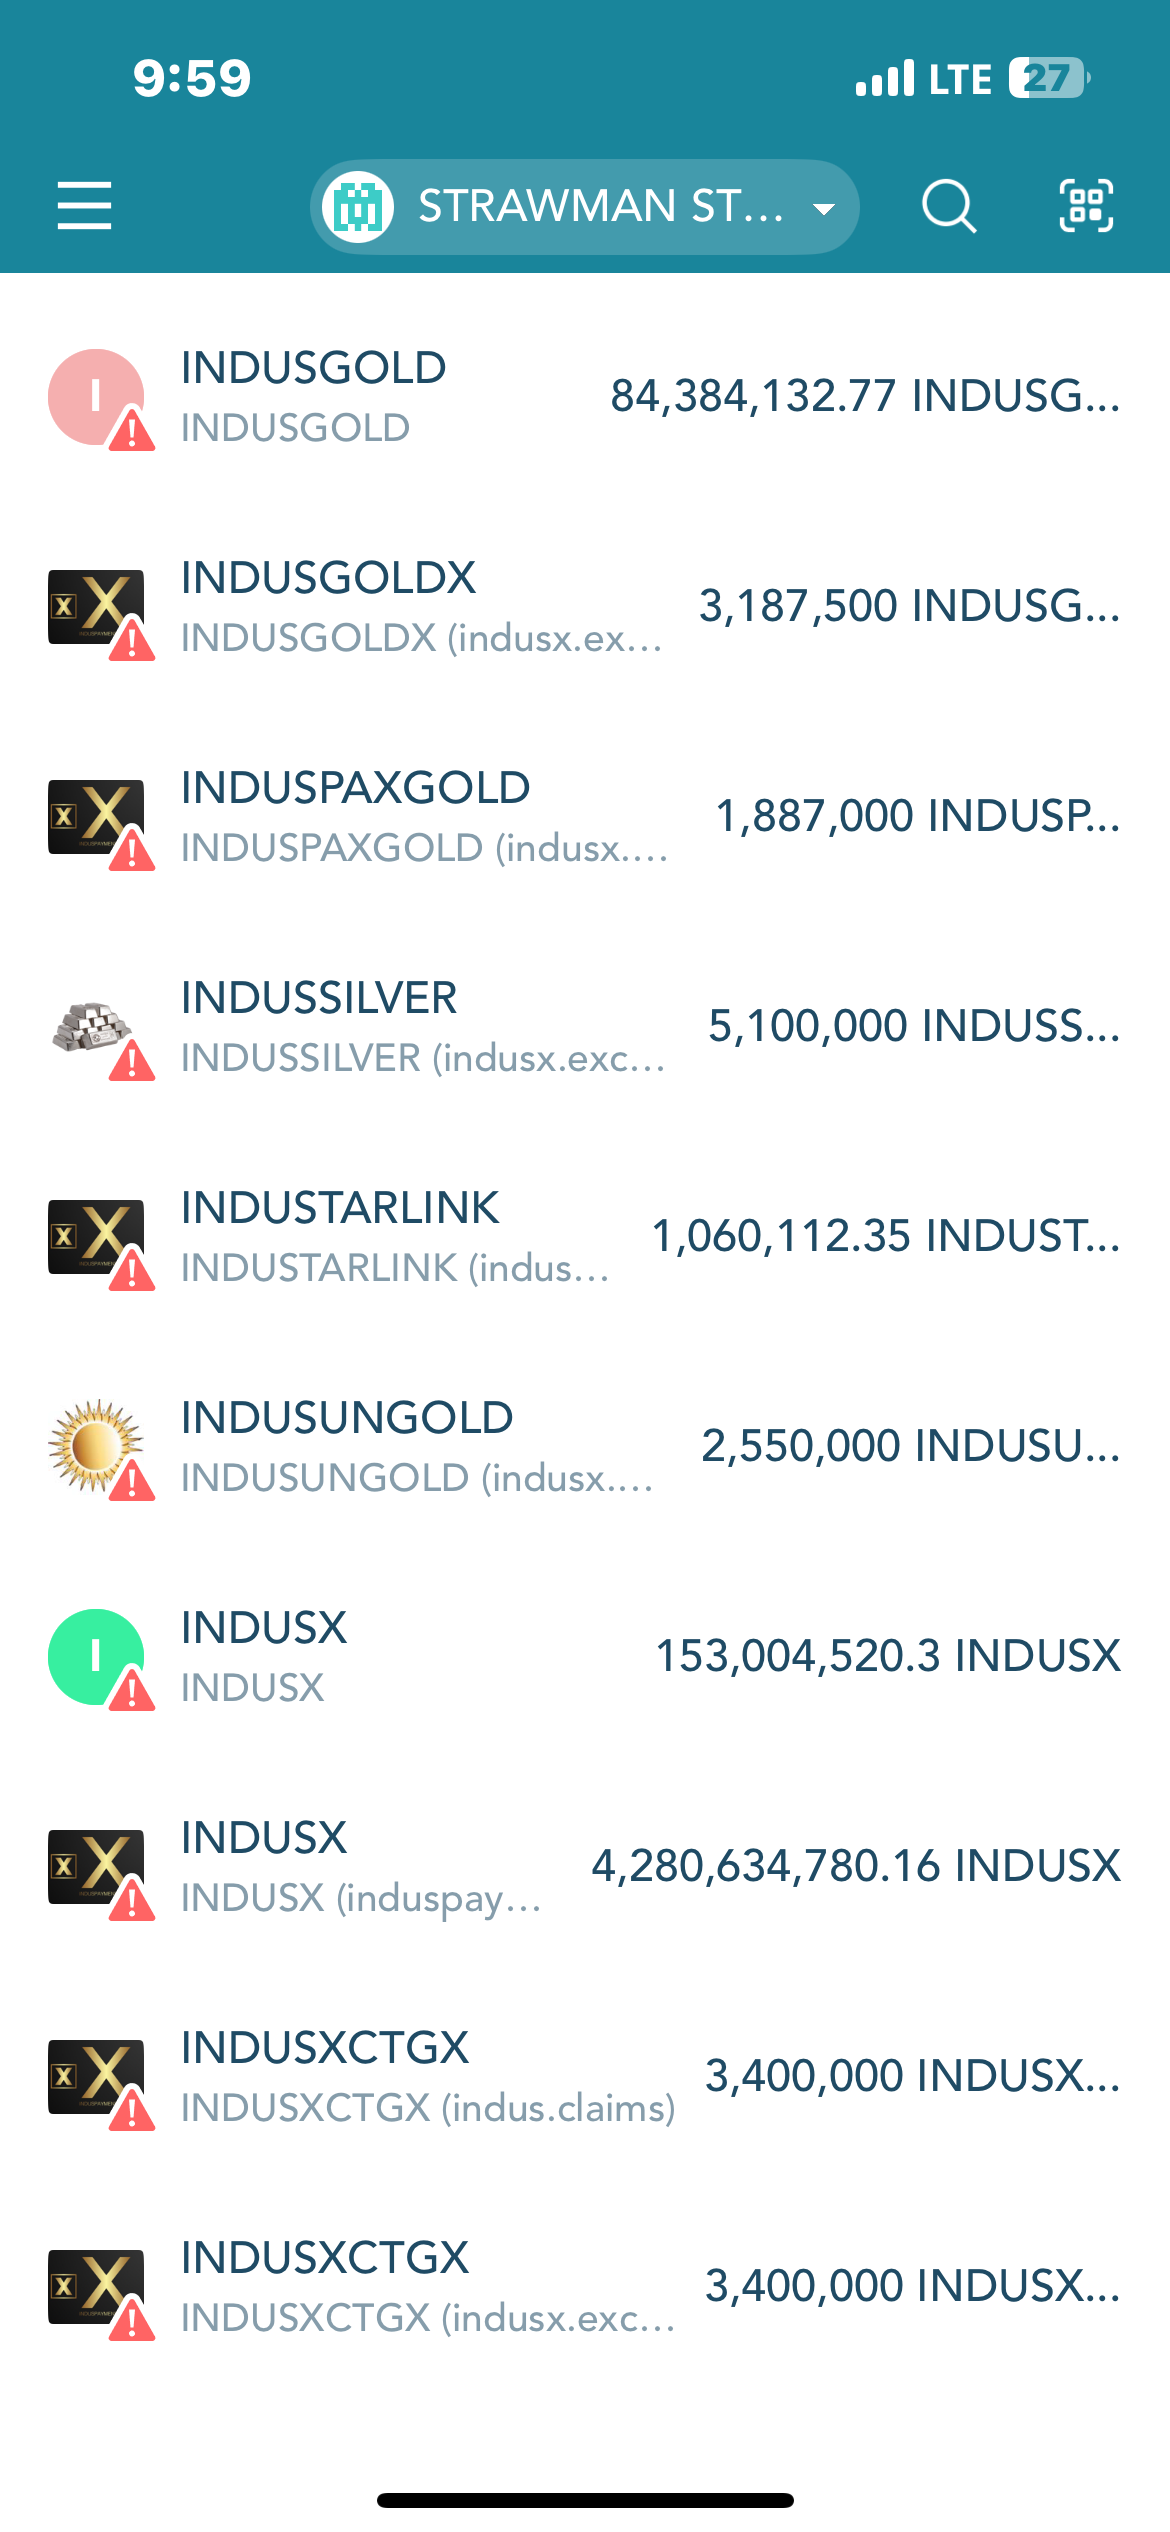 9:59 LTE 27
STRAWMAN ST...
INDUSGOLD
INDUSGOLD
84,384,132.77 INDUSG...
INDUSGOLDX
INDUSGOLDX (indusx.ex...
3,187,500 INDUSG...
INDUSPAXGOLD
INDUSPAXGOLD (indusx....
1,887,000 INDUSP...
INDUSSILVER
INDUSSILVER (indusx.exc...
5,100,000 INDUSS...
INDUSTARLINK
INDUSTARLINK (indus...
1,060,112.35 INDUST...
INDUSUNGOLD
INDUSUNGOLD (indusx....
2,550,000 INDUSU...
I
INDUSX
INDUSX
153,004,520.3 INDUSX
INDUSX
INDUSX (induspay...
4,280,634,780.16 INDUSX
INDUSXCTGX
INDUSXCTGX (indus.claims)
3,400,000 INDUSX...
INDUSXCTGX
INDUSXCTGX (indusx.exc...
3,400,000 INDUSX...